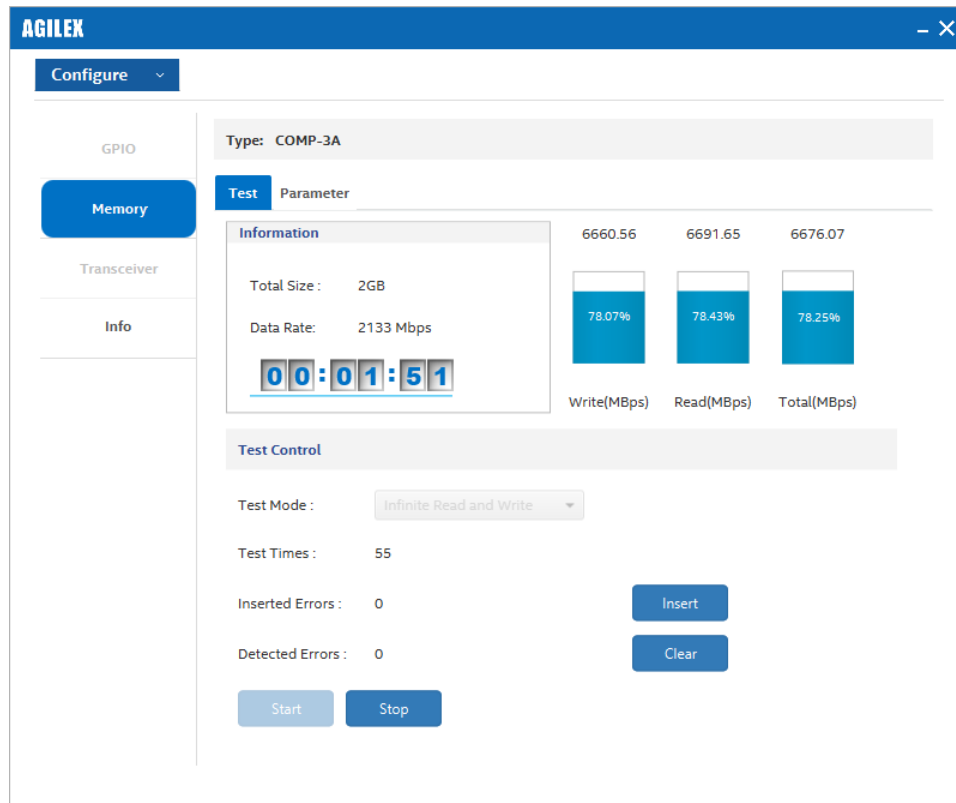 AGILEX
Configure
GPIO
Memory
Transceiver
Info
Type: COMP-3A
Test Parameter
Information
Total Size : 2GB
Data Rate: 2133 Mbps
00:01:51
6660.56 6691.65 6676.07
78.07% 78.43% 78.25%
Write(MBps) Read(MBps) Total(MBps)
Test Control
Test Mode : Infinite Read and Write
Test Times : 55
Inserted Errors : 0 Insert
Detected Errors : 0 Clear
Start Stop